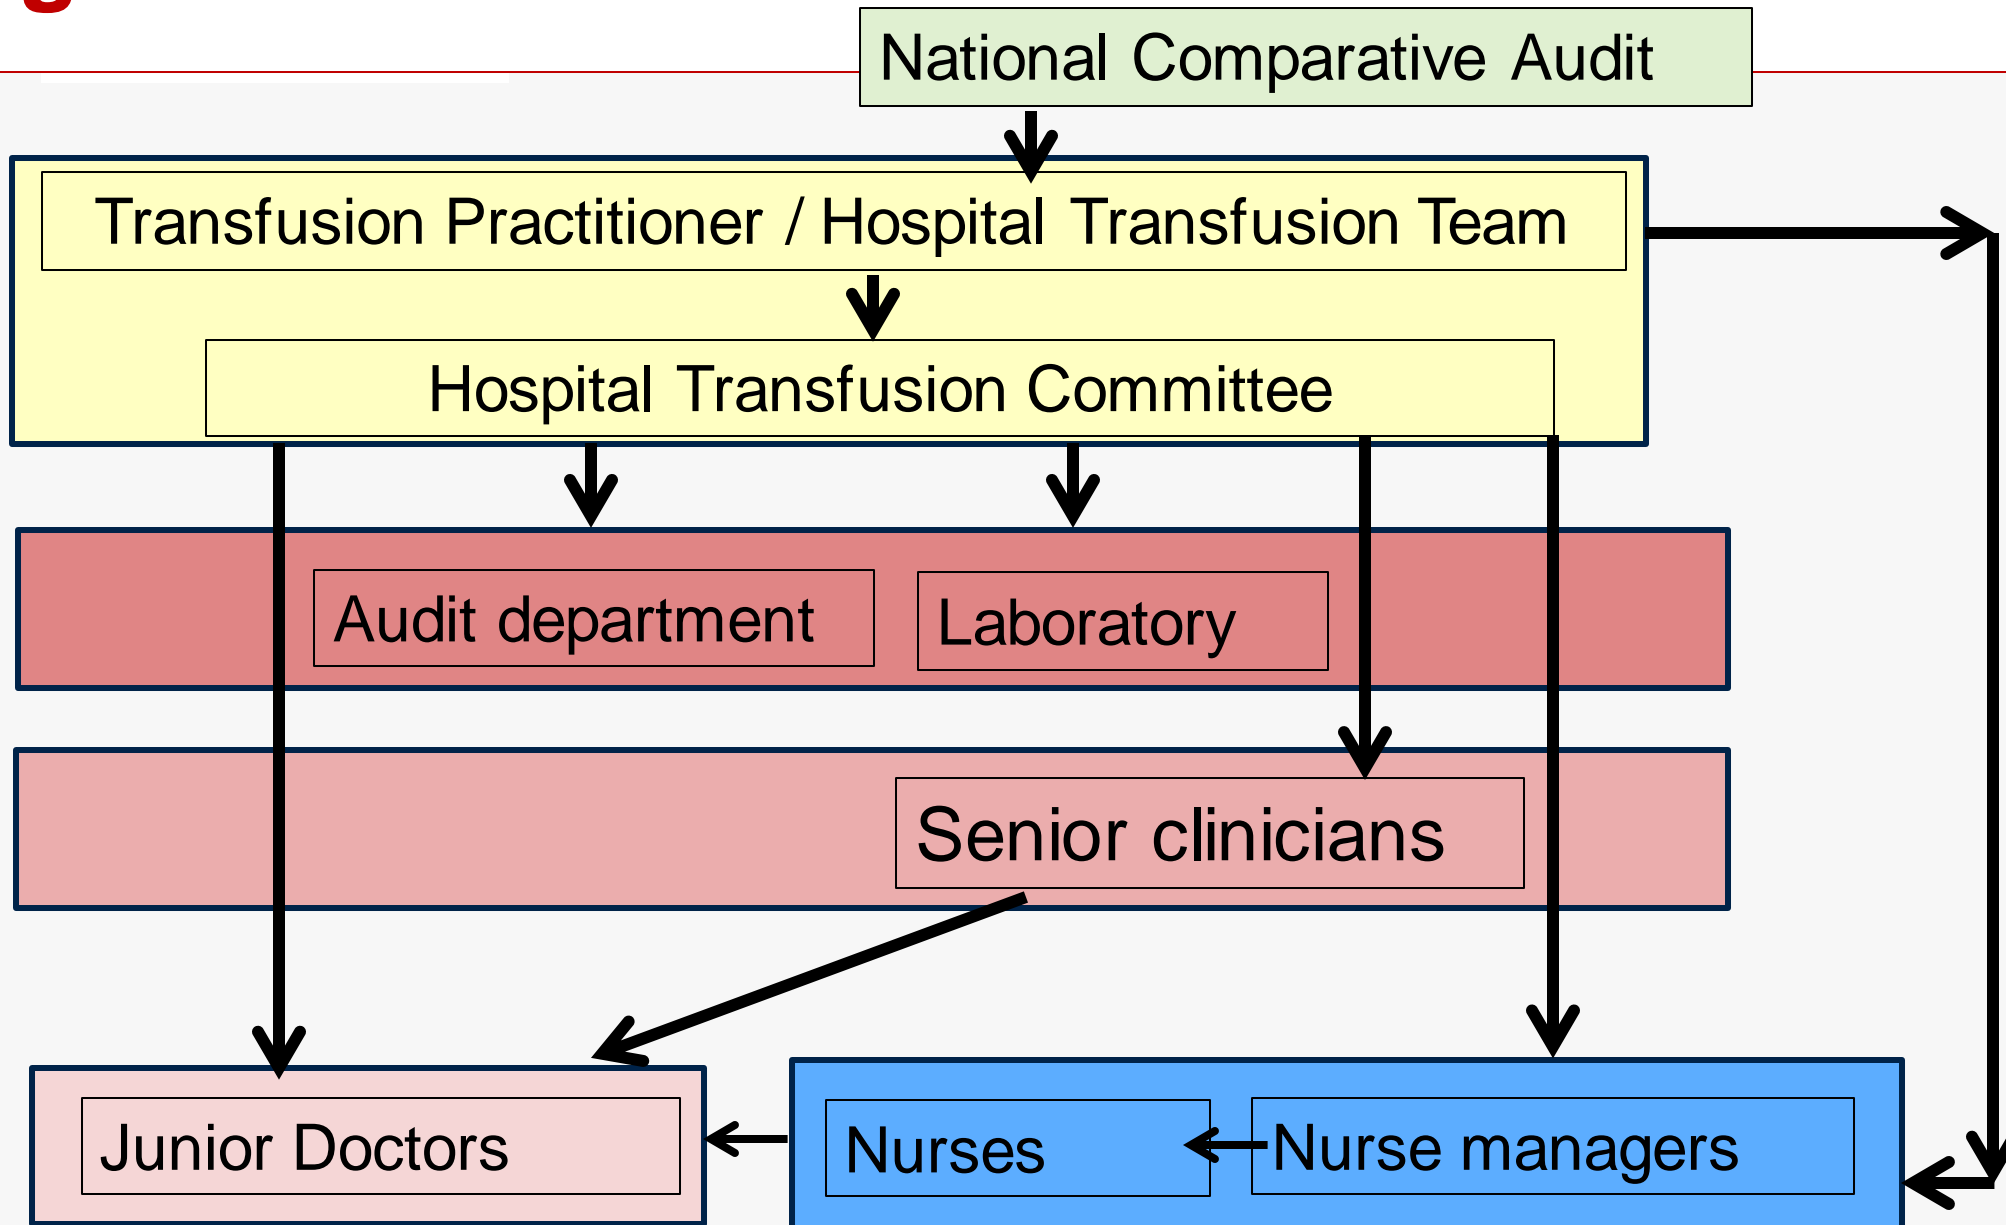 National Comparative Audit
Transfusion Practitioner / Hospital Transfusion Team
Hospital Transfusion Committee
Audit department
Laboratory
Senior clinicians
Junior Doctors
Nurses
Nurse managers